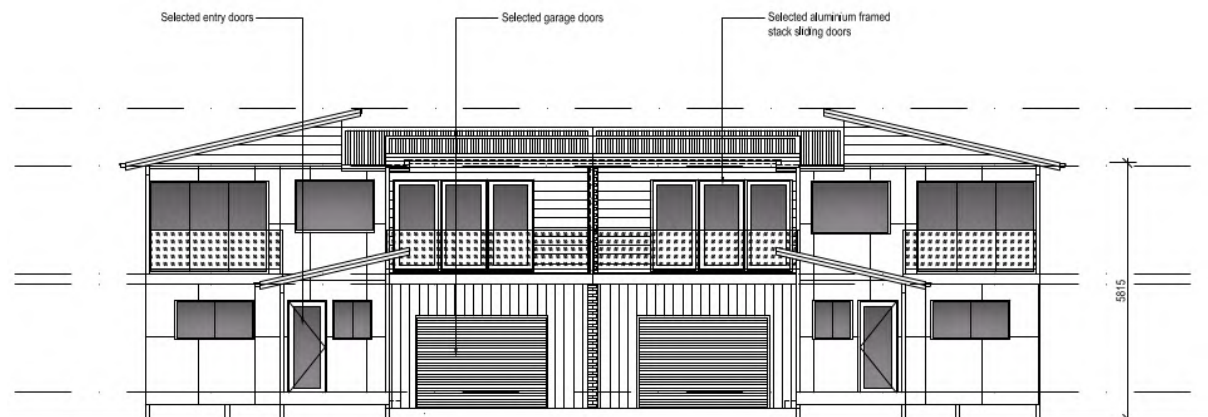 Selected entry doors
Selected garage doors
Selected aluminium framed
stack sliding doors
5815